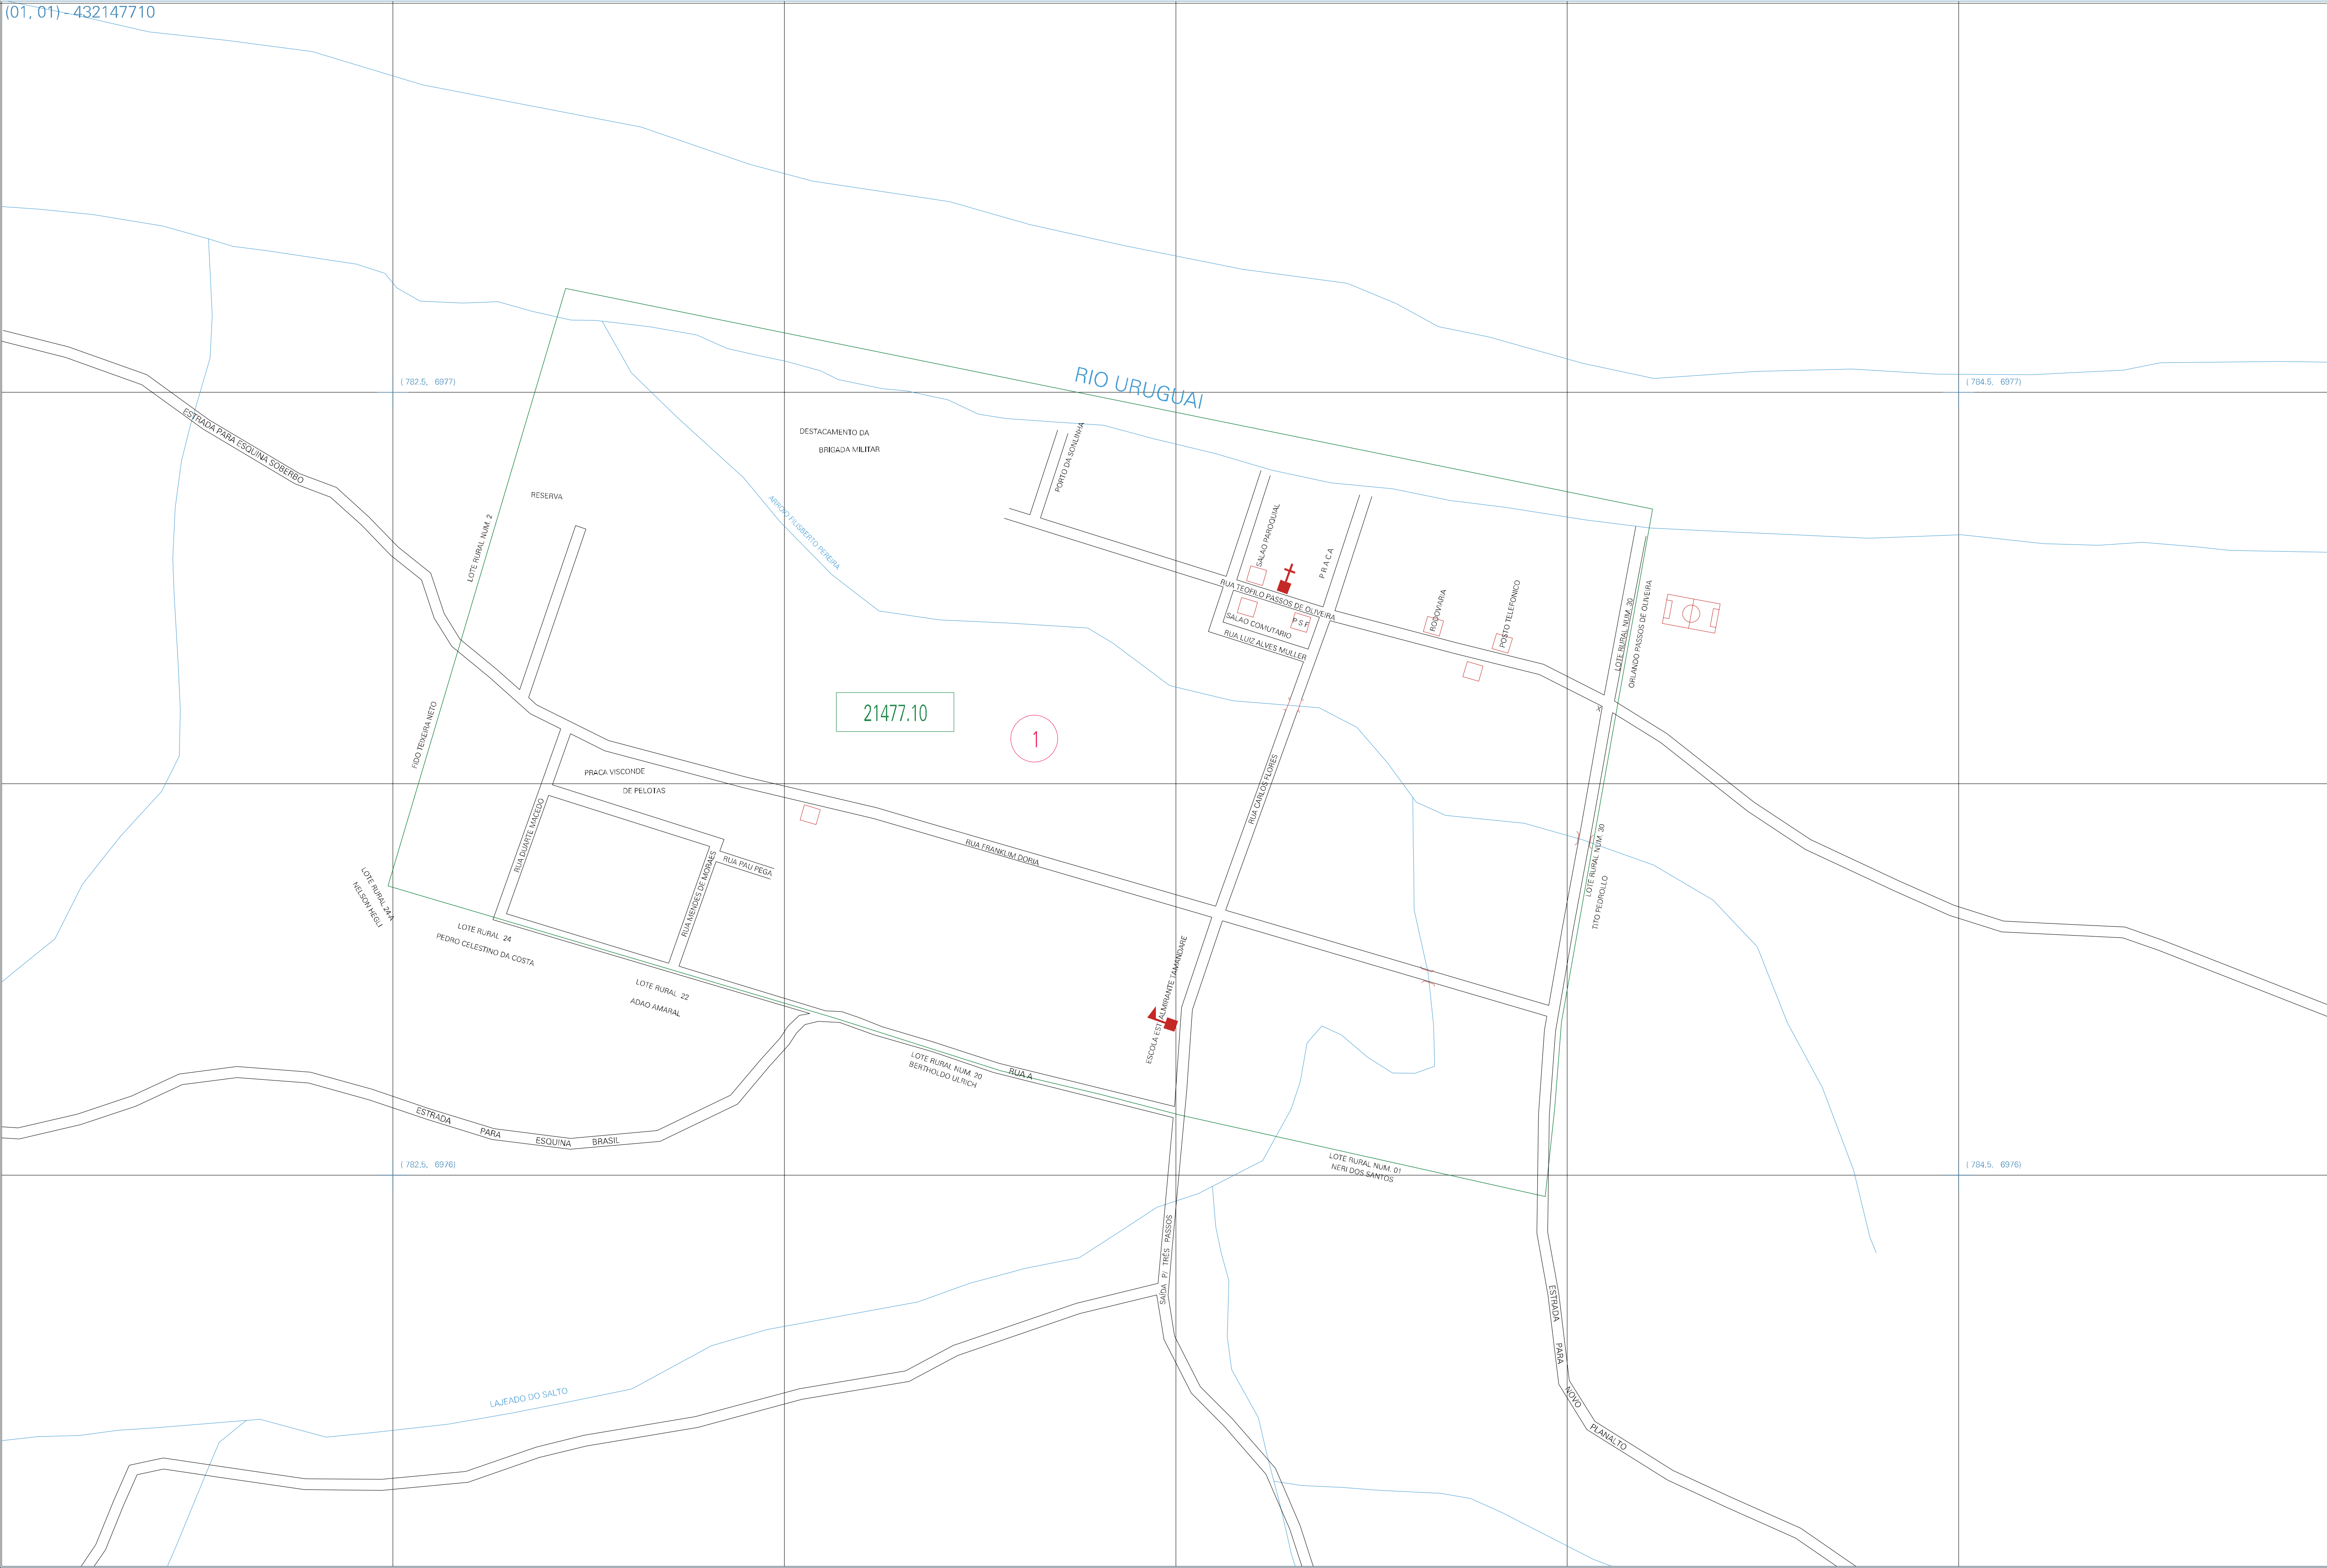 (01, 01) - 432147710
RIO URUGUAI
( 782.5, 6977)
( 784.5, 6977)
ESTRADA PARA ESQUINA SOBERBO
DESTACAMENTO DA
BRIGADA MILITAR
PORTO DA SONLINHA
RESERVA
LOTE RURAL NUM. 2
ARROIO FILISBERTO PEREIRA
SALAO PAROQUIAL
P R A C A
RUA TEOFILO PASSOS DE OLIVEIRA
SALAO COMUTARIO
P S F
RUA LUIZ ALVES MULLER
RODOVIARIA
POSTO TELEFONICO
LOTE RURAL NUM. 30
ORLANDO PASSOS DE OLIVEIRA
X
FIDO TEIXEIRA NETO
21477.10
1
PRACA VISCONDE
DE PELOTAS
RUA DUARTE MACEDO
RUA MENDES DE MORAES
RUA PAU PEGA
RUA FRANKLIM DORIA
RUA CARLOS FLORES
LOTE RURAL NUM. 30
TITO PEDROLLO
LOTE RURAL 24-A
NELSON HEGLI
LOTE RURAL 24
PEDRO CELESTINO DA COSTA
LOTE RURAL 22
ADAO AMARAL
ESCOLA EST ALMIRANTE TAMANDARE
LOTE RURAL NUM. 20
BERTHOLDO ULRICH
RUA A
ESTRADA PARA ESQUINA BRASIL
( 782.5, 6976)
( 784.5, 6976)
LOTE RURAL NUM. 01
NERI DOS SANTOS
SAÍDA P/ TRÊS PASSOS
ESTRADA PARA NOVO PLANALTO
LAJEADO DO SALTO